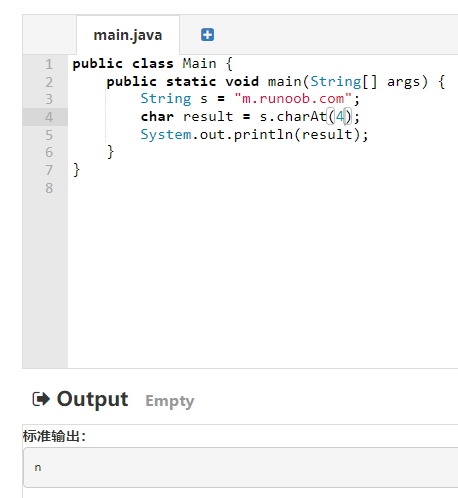 main.java
1 public class Main {
2     public static void main(String[] args) {
3         String s = "m.runoob.com";
4         char result = s.charAt(4);
5         System.out.println(result);
6     }
7 }
8
Output Empty
标准输出:
n